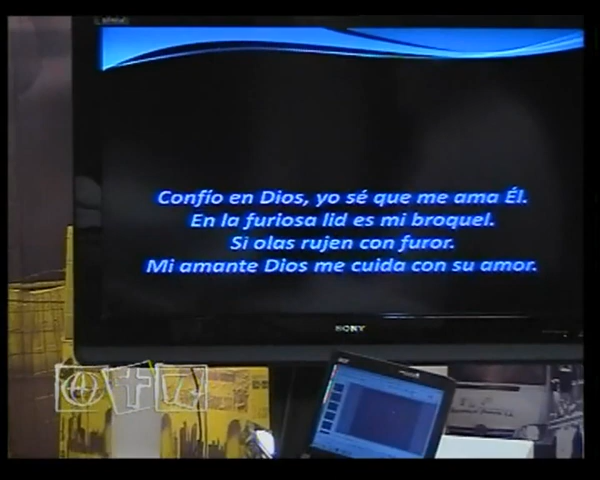 Confío en Dios, yo sé que me ama Él.
En la furiosa lid es mi broquel.
Si olas rujen con furor.
Mi amante Dios me cuida con su amor.
SONY